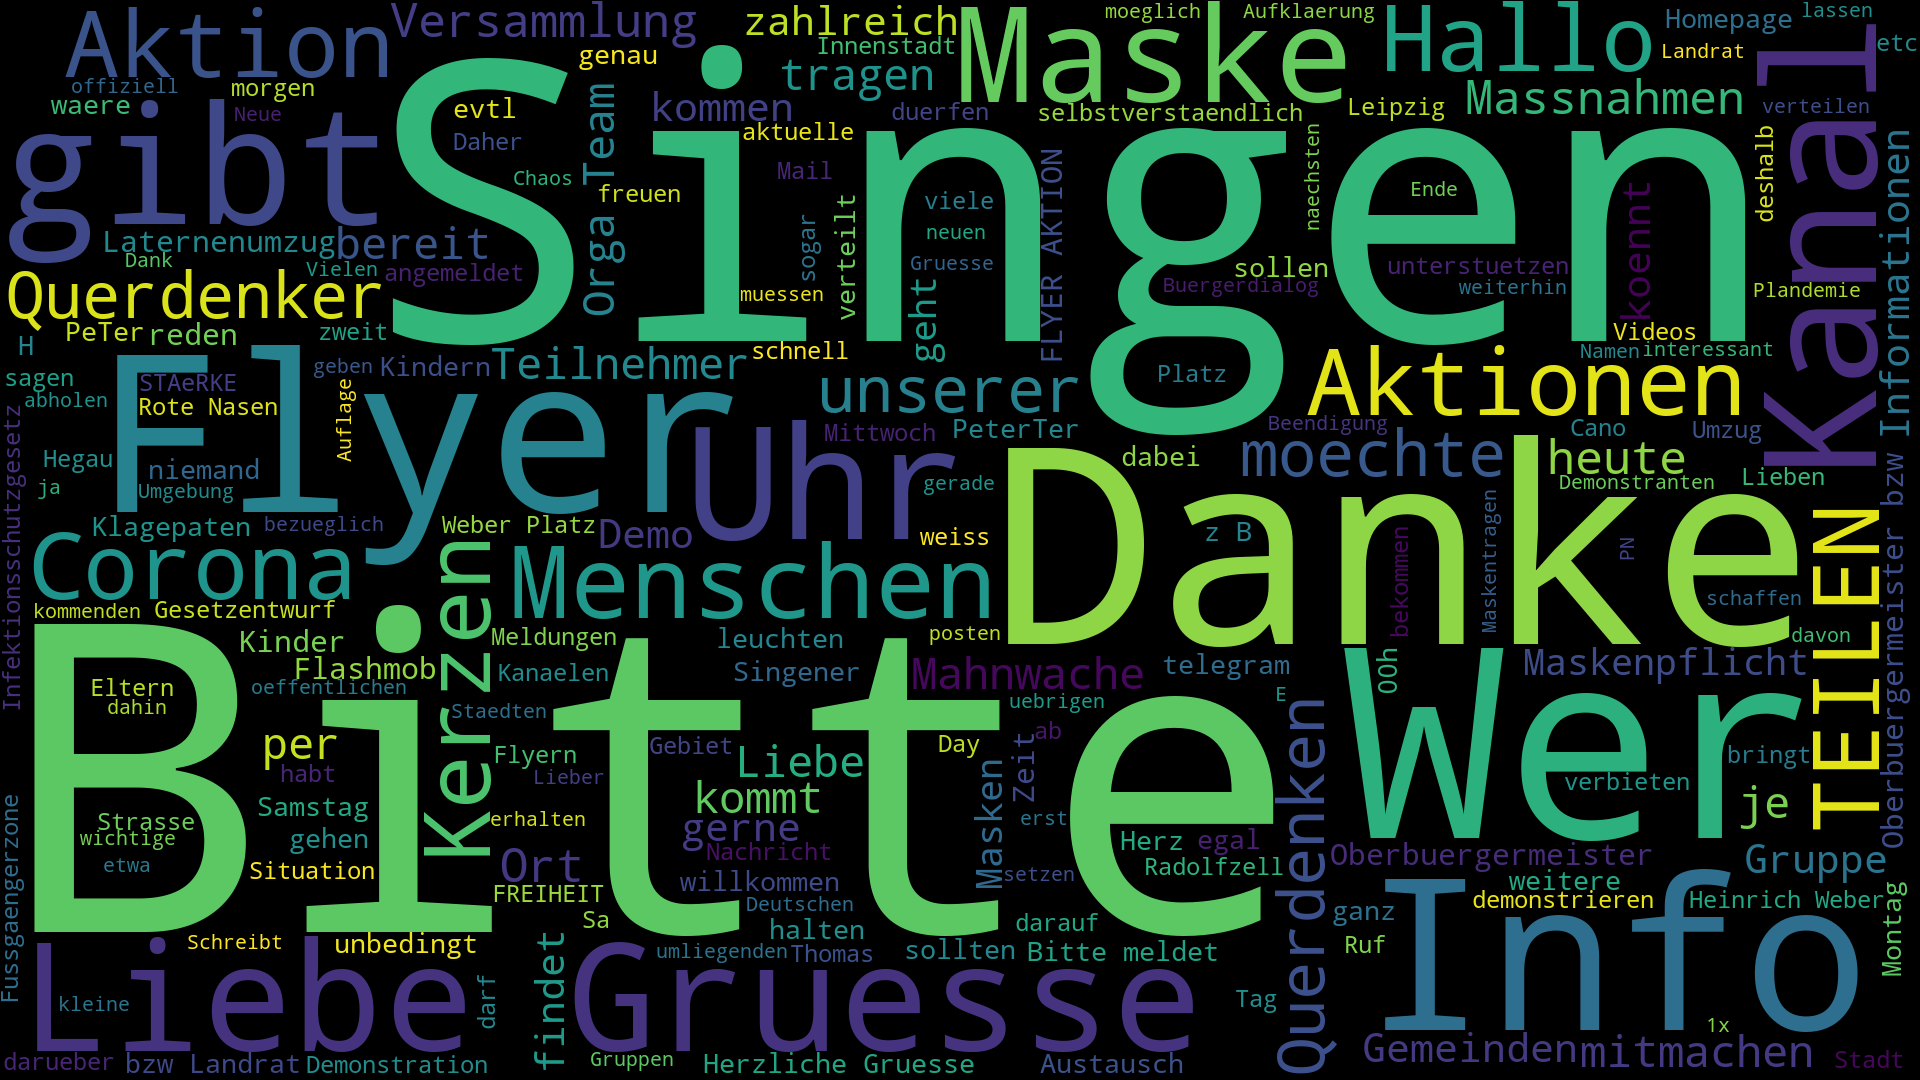 Aktion
Versammlung
zahlreich
Maske
moeglich
Aufklaerung
Hallo
Homepage
lassen
Landrat
etc
offiziell
morgen
genau
Innenstadt
tragen
Massnahmen
waere
Neue
evtl
kommen
duerfen
selbstverstaendlich
Leipzig
verteilen
gibt
Singen
Daher
aktuelle
Kanal
Chaos
Orga Team
Mail
FLYER AKTION
naechsten
deshalb
Informationen
freuen
viele
Ende
koennt
Laternenumzug
bereit
sogar
verteilt
neuen
Dank
Vielen
angemeldet
Gruesse
sollen
unterstuetzen
Buergerdialog
weiterhin
Plandemie
Querdenker
muessen
geht
PeTer
reden
zweit
Videos
H
schnell
Namen
interessant
sagen
STAeRKE
geben
Kindern
Teilnehmer
Platz
Aktionen
abholen
Rote Nasen
Flyer
unserer
Auflage
Uhr
Mittwoch
PeterTer
Beendigung
Cano
Umzug
Hegau
niemand
dabei
moechte
heute
ja
Umgebung
gerade
Demonstranten
Lieben
Infektionsschutzgesetz
Klagepaten
bezueglich
Weber Platz
Demo
weiss
Danke
z B
PN
Maskentragen
bekommen
Corona
Kerzen
Menschen
TEILEN
Oberbuergermeister bzw
kommenden
Gesetzentwurf
schaffen
Kinder
Meldungen
leuchten
posten
davon
Flashmob
Kanaelen
Singener
Mahnwache
telegram
00h
Maskenpflicht
Eltern
oeffentlichen
Bitte
dahin
Staedten
uebrigen
E
Wer
per
Flyern
Gebiet
Day
ab
habt
Lieber
Liebe
Masken
Zeit
Querdenken
verbieten
bringt
Samstag
kommt
je
Strasse
erhalten
gerne
erst
wichtige
gehen
Nachricht
Herz
egal
Fussgaengerzone
etwa
Situation
Ort
Radolfzell
Oberbuergermeister
Gruppe
willkommen
setzen
weitere
FREIHEIT
Deutschen
Info
demonstrieren
Heinrich Weber
Sa
halten
darauf
ganz
Montag
Liebe
Schreibt
unbedingt
Gruesse
umliegenden
Thomas
sollten
Bitte meldet
Ruf
kleine
darf
findet
Tag
1x
darueber
bzw Landrat
Demonstration
Gruppen
Herzliche Gruesse
Austausch
Gemeinden
mitmachen
Stadt